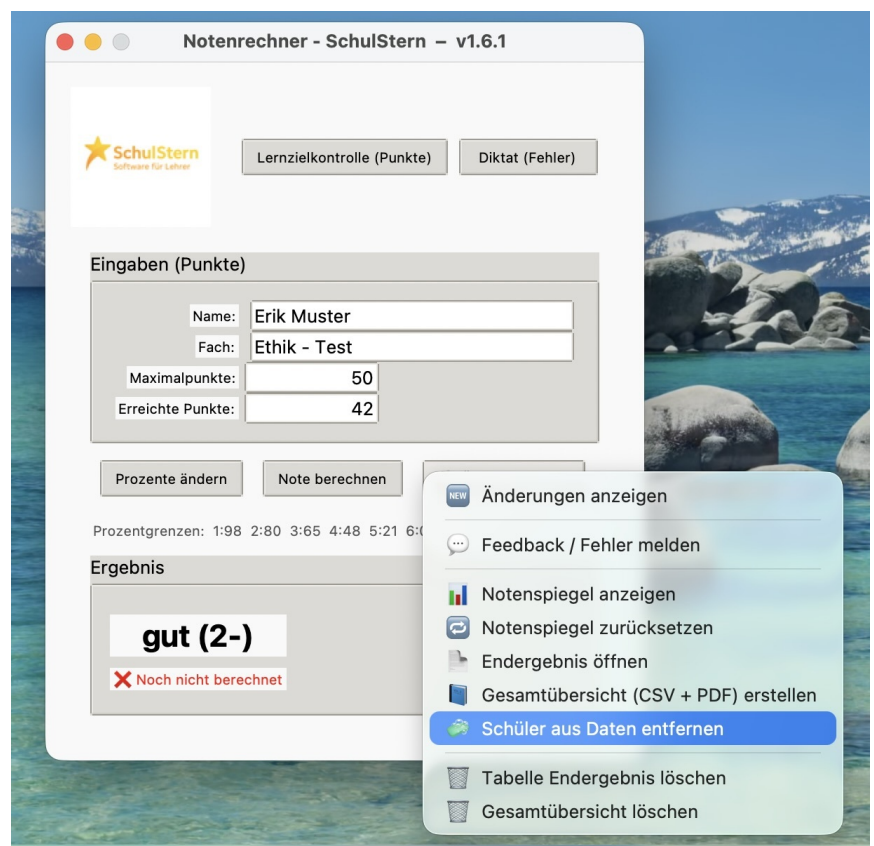 Notenrechner - SchulStern – v1.6.1
SchulStern
Software für Lehrer
Lernzielkontrolle (Punkte)
Diktat (Fehler)
Eingaben (Punkte)
Name: Erik Muster
Fach: Ethik - Test
Maximalpunkte: 50
Erreichte Punkte: 42
Prozente ändern
Note berechnen
Prozentgrenzen: 1:98 2:80 3:65 4:48 5:21
Ergebnis
gut (2-)
❌ Noch nicht berechnet
NEW Änderungen anzeigen
Feedback / Fehler melden
Notenspiegel anzeigen
Notenspiegel zurücksetzen
Endergebnis öffnen
Gesamtübersicht (CSV + PDF) erstellen
Schüler aus Daten entfernen
Tabelle Endergebnis löschen
Gesamtübersicht löschen